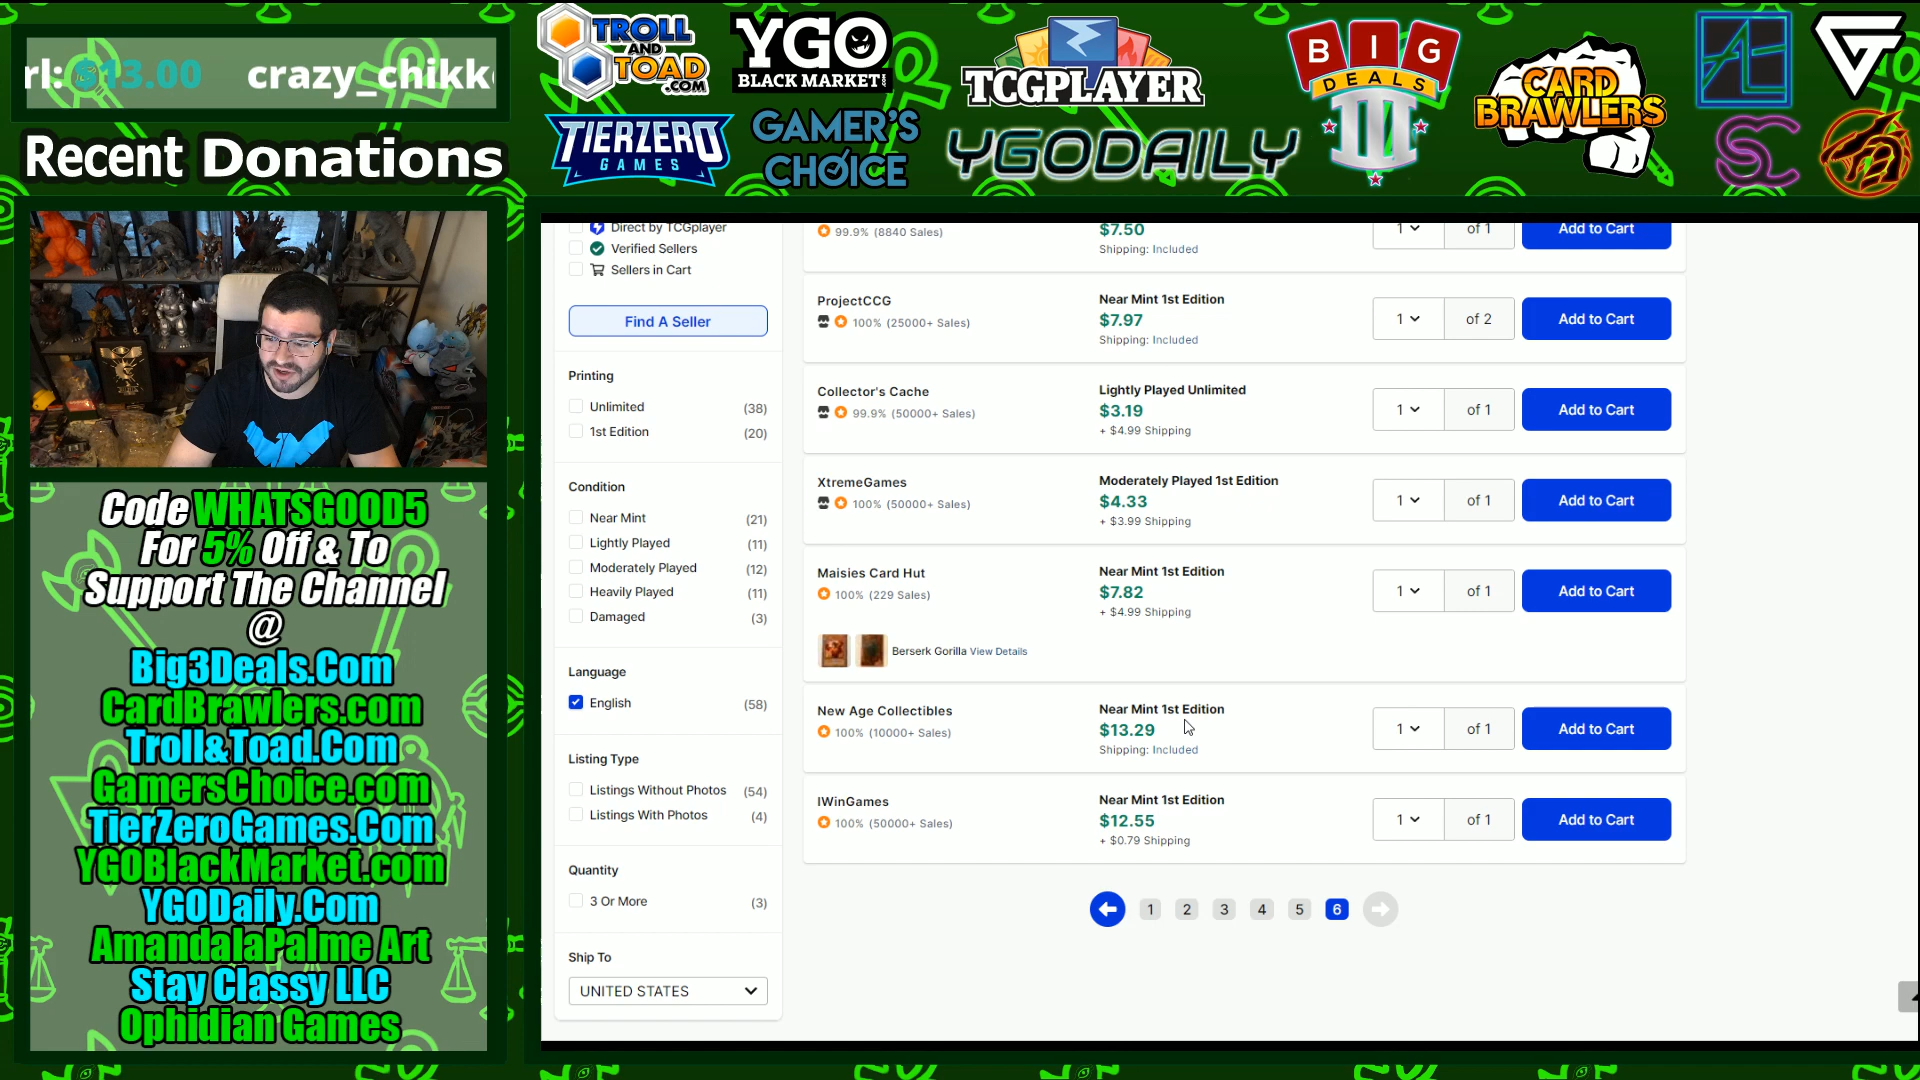 rl: $13.00 crazy_chikk
Recent Donations
TROLL
AND
TOAD
.COM
YGO
BLACK MARKET!
.COM
TCGPLAYER
BIG
DEALS
III
CARD
BRAWLERS
TIERZERO
GAMES
GAMER'S
CHOICE
YGODAILY
SC
Code WHATSGOOD5
For 5% Off & To
Support The Channel
@
Big3Deals.Com
CardBrawlers.com
Troll&Toad.Com
GamersChoice.com
TierZeroGames.Com
YGOBlackMarket.com
YGODaily.Com
AmandalaPalme Art
Stay Classy LLC
Ophidian Games
Direct by TCGplayer
Verified Sellers
Sellers in Cart
Find A Seller
Printing
Unlimited (38)
1st Edition (20)
Condition
Near Mint (21)
Lightly Played (11)
Moderately Played (12)
Heavily Played (11)
Damaged (3)
Language
English (58)
Listing Type
Listings Without Photos (54)
Listings With Photos (4)
Quantity
3 Or More (3)
Ship To
UNITED STATES
99.9% (8840 Sales)
$7.50
Shipping: Included
1 of 1 Add to Cart
ProjectCCG
100% (25000+ Sales)
Near Mint 1st Edition
$7.97
Shipping: Included
1 of 2 Add to Cart
Collector's Cache
99.9% (50000+ Sales)
Lightly Played Unlimited
$3.19
+ $4.99 Shipping
1 of 1 Add to Cart
XtremeGames
100% (50000+ Sales)
Moderately Played 1st Edition
$4.33
+ $3.99 Shipping
1 of 1 Add to Cart
Maisies Card Hut
100% (229 Sales)
Near Mint 1st Edition
$7.82
+ $4.99 Shipping
1 of 1 Add to Cart
Berserk Gorilla View Details
New Age Collectibles
100% (10000+ Sales)
Near Mint 1st Edition
$13.29
Shipping: Included
1 of 1 Add to Cart
IWinGames
100% (50000+ Sales)
Near Mint 1st Edition
$12.55
+ $0.79 Shipping
1 of 1 Add to Cart
1 2 3 4 5 6